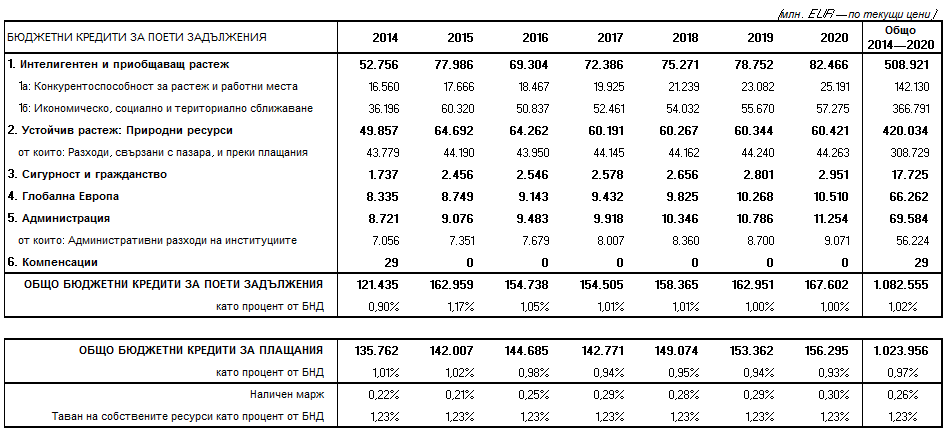 (млн. EUR — по текущи цени)
БЮДЖЕТНИ КРЕДИТИ ЗА ПОЕТИ ЗАДЪЛЖЕНИЯ 2014 2015 2016 2017 2018 2019 2020 Общо 2014—2020
1. Интелигентен и приобщаващ растеж 52.756 77.986 69.304 72.386 75.271 78.752 82.466 508.921
1а: Конкурентоспособност за растеж и работни места 16.560 17.666 18.467 19.925 21.239 23.082 25.191 142.130
1б: Икономическо, социално и териториално сближаване 36.196 60.320 50.837 52.461 54.032 55.670 57.275 366.791
2. Устойчив растеж: Природни ресурси 49.857 64.692 64.262 60.191 60.267 60.344 60.421 420.034
от които: Разходи, свързани с пазара, и преки плащания 43.779 44.190 43.950 44.145 44.162 44.240 44.263 308.729
3. Сигурност и гражданство 1.737 2.456 2.546 2.578 2.656 2.801 2.951 17.725
4. Глобална Европа 8.335 8.749 9.143 9.432 9.825 10.268 10.510 66.262
5. Администрация 8.721 9.076 9.483 9.918 10.346 10.786 11.254 69.584
от които: Административни разходи на институциите 7.056 7.351 7.679 8.007 8.360 8.700 9.071 56.224
6. Компенсации 29 0 0 0 0 0 0 29
ОБЩО БЮДЖЕТНИ КРЕДИТИ ЗА ПОЕТИ ЗАДЪЛЖЕНИЯ 121.435 162.959 154.738 154.505 158.365 162.951 167.602 1.082.555
като процент от БНД 0,90% 1,17% 1,05% 1,01% 1,01% 1,00% 1,00% 1,02%
ОБЩО БЮДЖЕТНИ КРЕДИТИ ЗА ПЛАЩАНИЯ 135.762 142.007 144.685 142.771 149.074 153.362 156.295 1.023.956
като процент от БНД 1,01% 1,02% 0,98% 0,94% 0,95% 0,94% 0,93% 0,97%
Наличен марж 0,22% 0,21% 0,25% 0,29% 0,28% 0,29% 0,30% 0,26%
Таван на собствените ресурси като процент от БНД 1,23% 1,23% 1,23% 1,23% 1,23% 1,23% 1,23% 1,23%